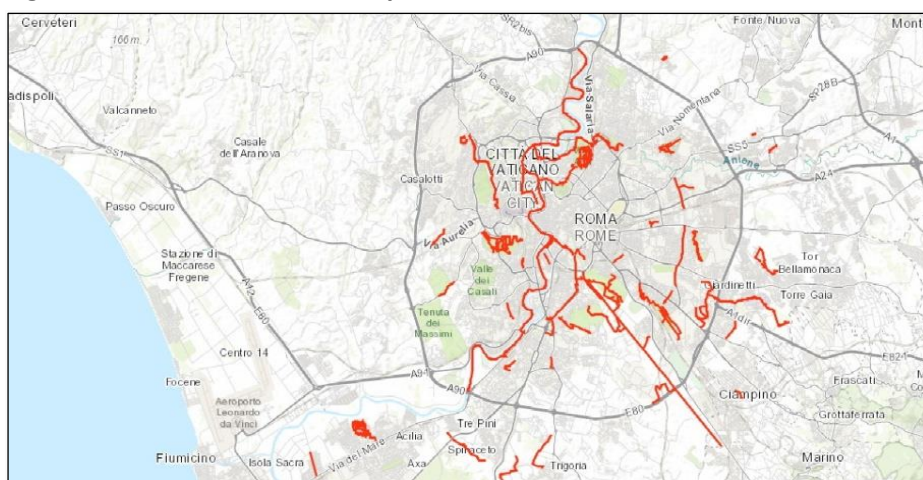 Cerveteri
166 m.
SR2bis
Fonte Nuova
Mont
A90
Via Cassia
Via Salaria
Via Nomentana
SP28B
adispoli
Valcanneto
SS1
Casale
dell'Aranova
CITTÀ DEL
VATICANO
VATICAN
CITY
SS5
Aniene
A1
A24
Casalotti
Passo Oscuro
Via Aurelia
ROMA
ROME
Stazione di
Maccarese
Fregene
A12
E80
Valle
dei
Casali
Tor
Bellamonaca
Giardinetti
Torre Gaia
Tenuta
dei
Massimi
A1dir
Centro 14
E821
Focene
A91
A90
Ciampino
Frascati
Aeroporto
Leonardo
da Vinci
E80
Grottaferrata
Tre Pini
Acilia
Fiumicino
Isola Sacra
Via del Mare
Axa
Spinaceto
Trigoria
Marino